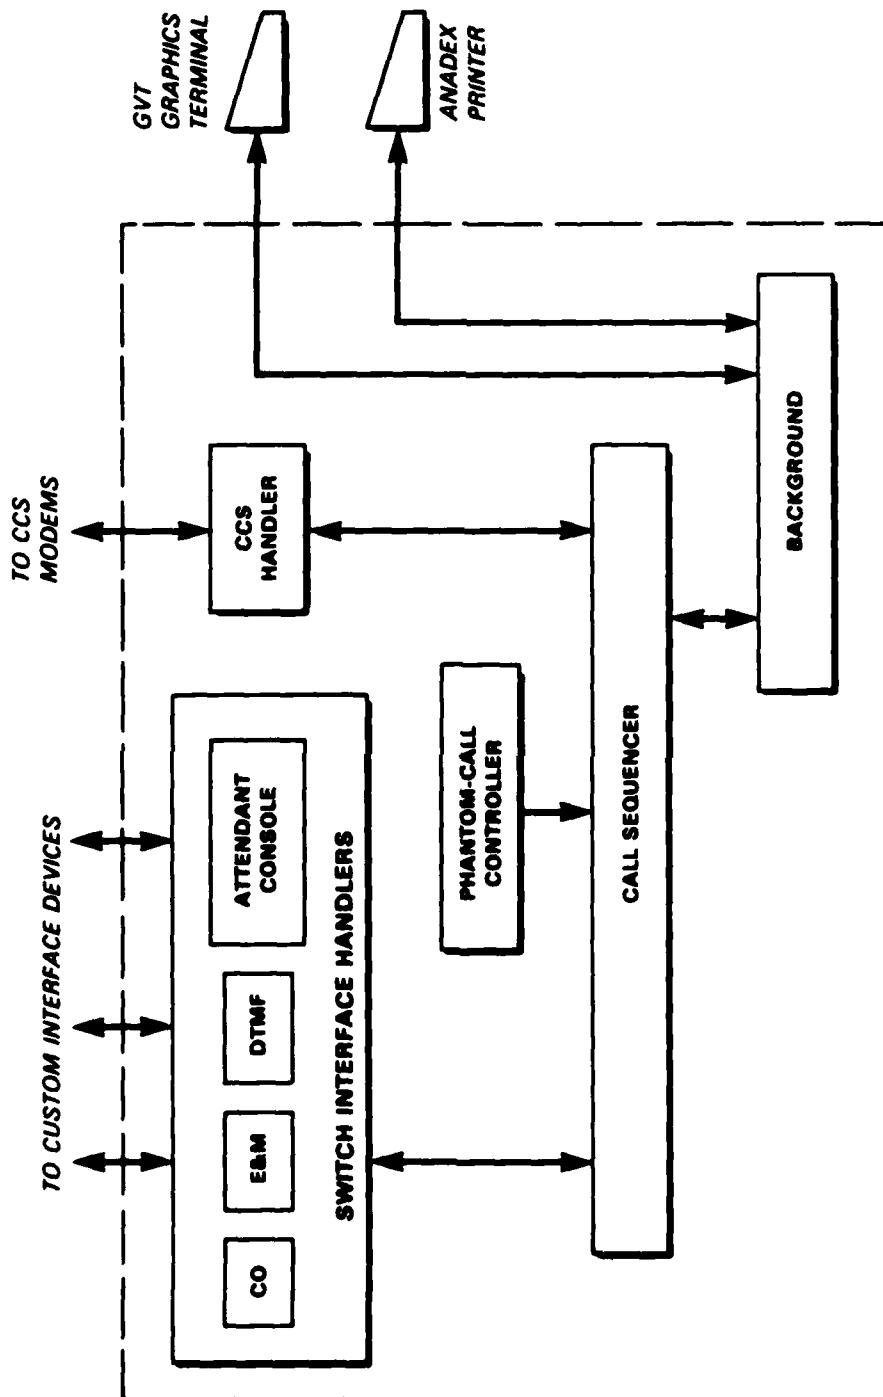 TO CUSTOM INTERFACE DEVICES
TO CCS
MODEMS
GVT
GRAPHICS
TERMINAL
ANADEX
PRINTER
CO
E&M
DTMF
ATTENDANT
CONSOLE
SWITCH INTERFACE HANDLERS
CCS
HANDLER
PHANTOM-CALL
CONTROLLER
CALL SEQUENCER
BACKGROUND